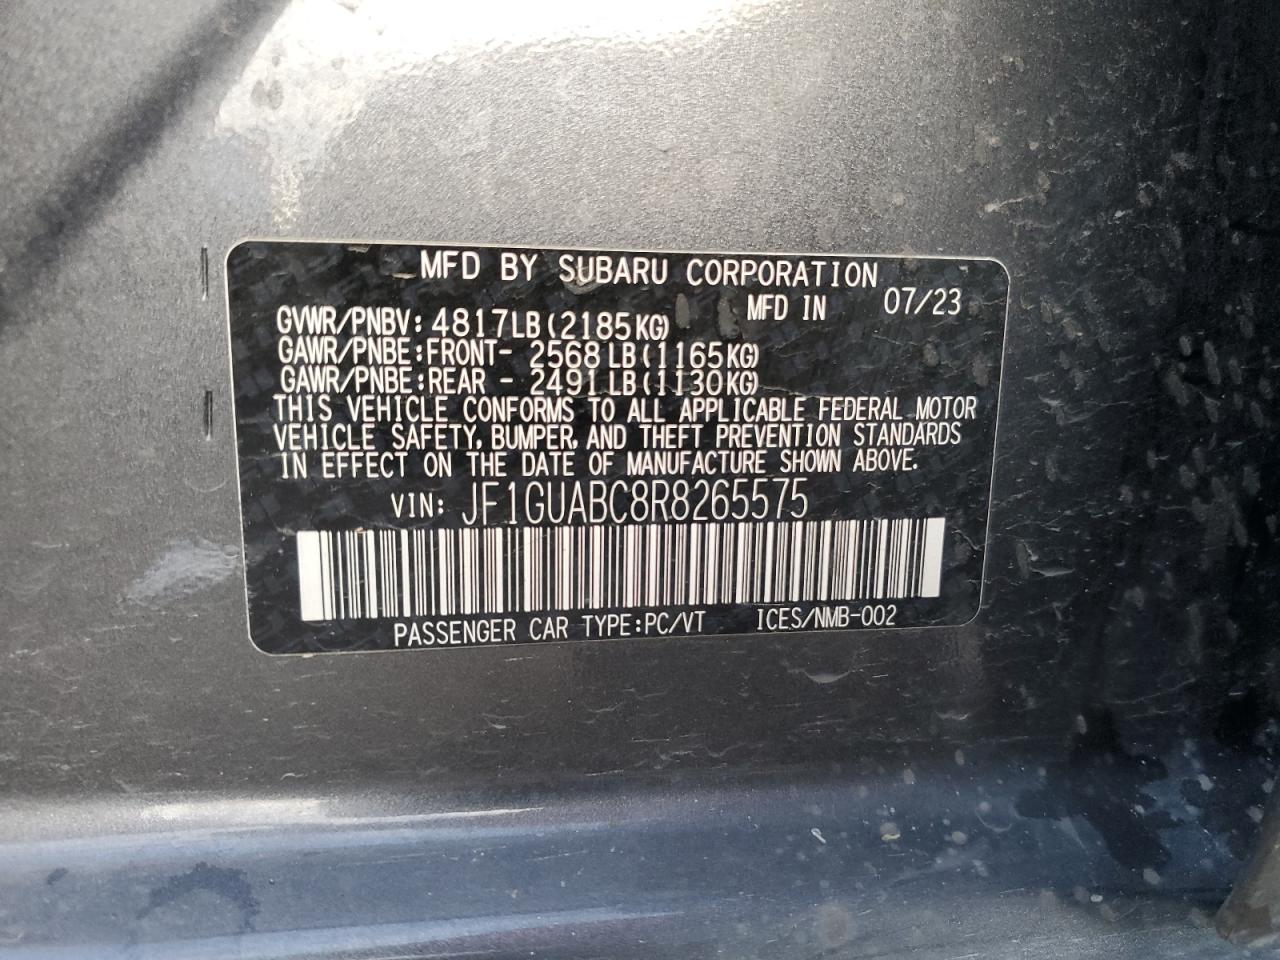 MFD BY SUBARU CORPORATION
MFD IN 07/23
GVWR/PNBV: 4817LB(2185KG)
GAWR/PNBE:FRONT- 2568LB(1165KG)
GAWR/PNBE:REAR - 2491LB(1130KG)
THIS VEHICLE CONFORMS TO ALL APPLICABLE FEDERAL MOTOR
VEHICLE SAFETY, BUMPER, AND THEFT PREVENTION STANDARDS
IN EFFECT ON THE DATE OF MANUFACTURE SHOWN ABOVE.
VIN: JF1GUABC8R8265575
PASSENGER CAR TYPE:PC/VT ICES/NMB-002